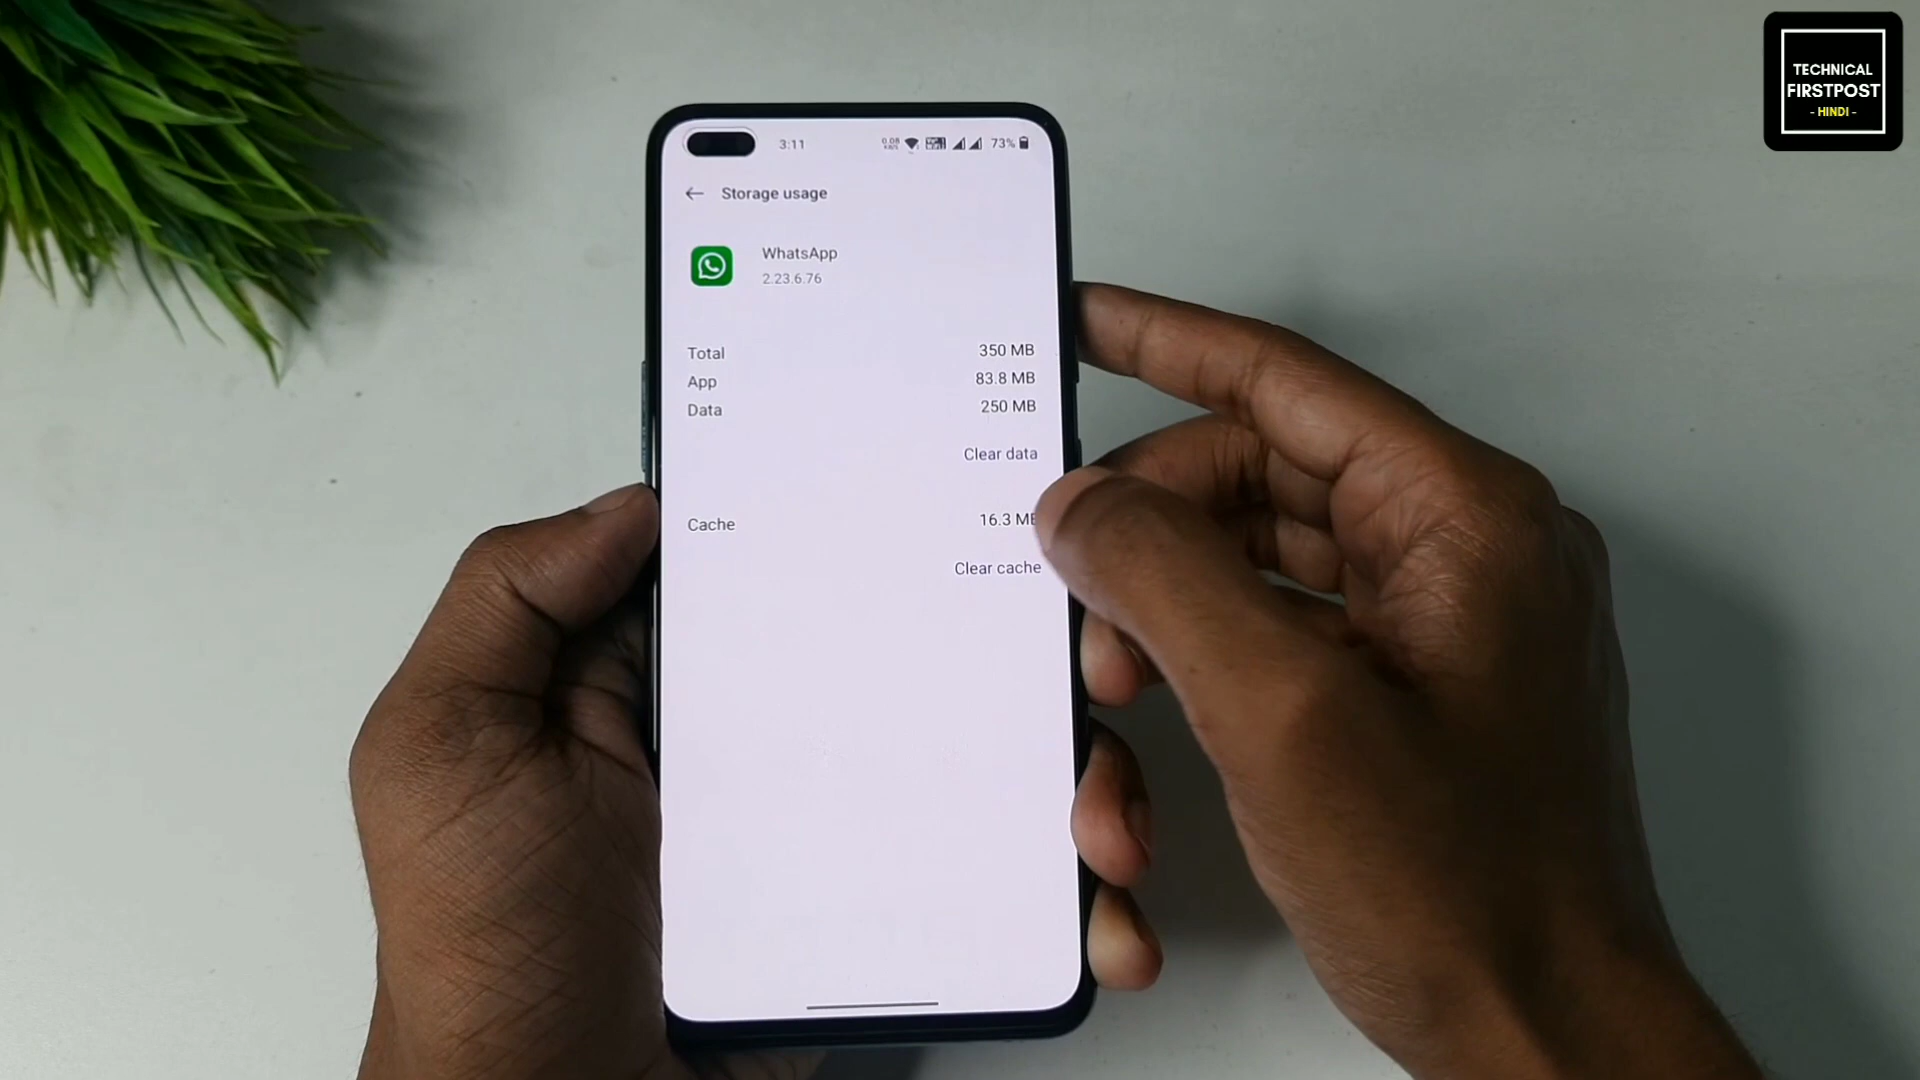 TECHNICAL
FIRSTPOST
- HINDI -
3:11
73%
Storage usage
WhatsApp
2.23.6.76
Total 350 MB
App 83.8 MB
Data 250 MB
Clear data
Cache 16.3 MB
Clear cache